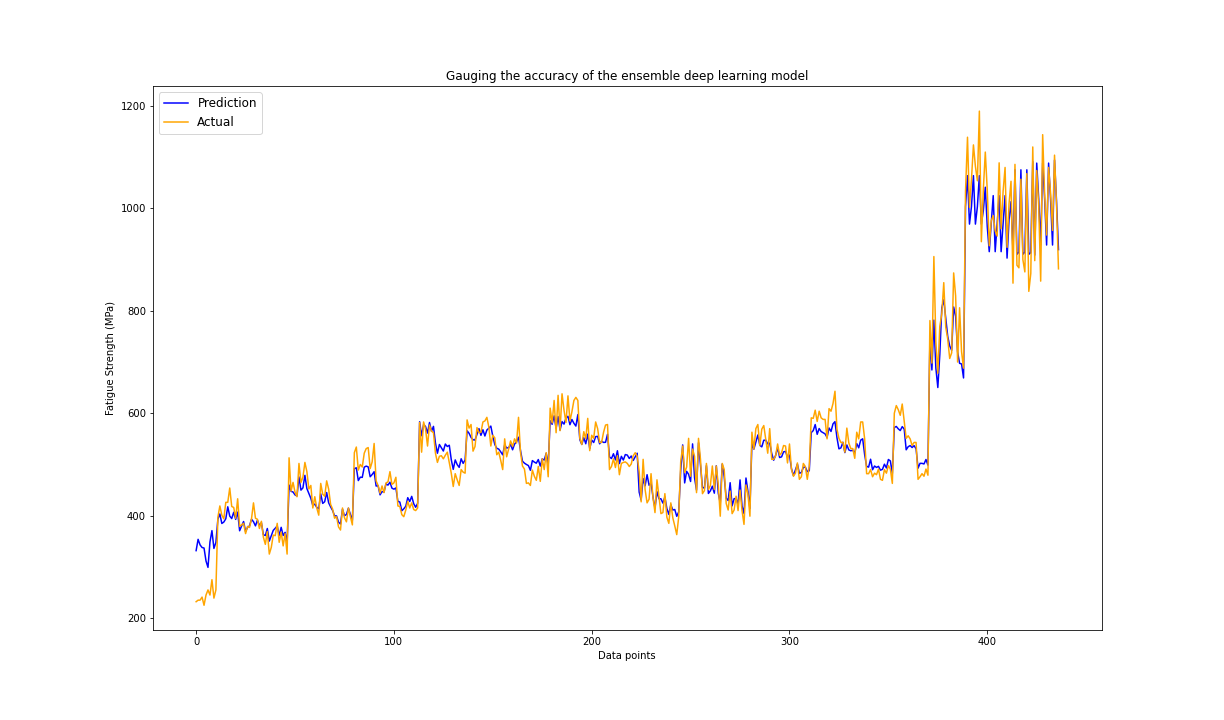 Gauging the accuracy of the ensemble deep learning model
Prediction
Actual
1200
1000
800
600
400
200
Fatigue Strength (MPa)
0
100
200
300
400
Data points